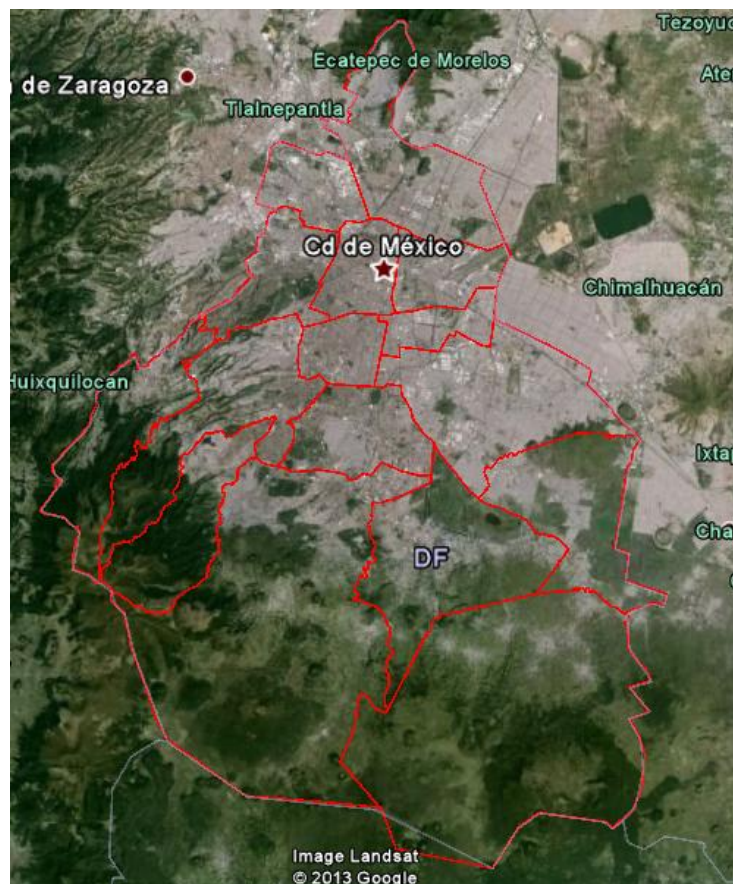 Tezoyuc
Ecatepec de Morelos
Ate
n de Zaragoza
Tlalnepantla
Cd de México
Chimalhuacán
Huixquilocan
Ixtap
Cha
DF
Image Landsat
© 2013 Google